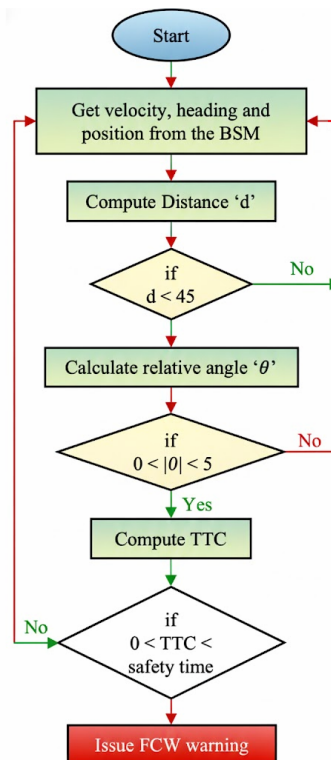 Start
Get velocity, heading and
position from the BSM
Compute Distance ‘d’
if
d < 45
No
Calculate relative angle ‘θ’
if
0 < |0| < 5
No
Yes
Compute TTC
if
0 < TTC <
safety time
No
Issue FCW warning